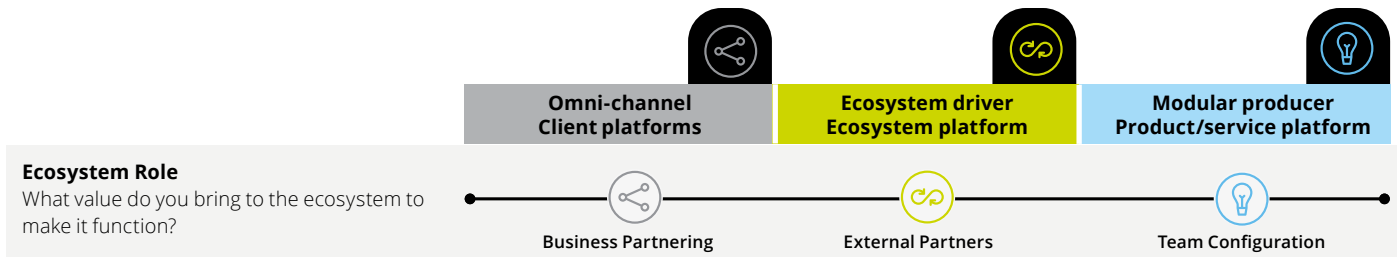 Omni-channel
Client platforms
Ecosystem driver
Ecosystem platform
Modular producer
Product/service platform
Ecosystem Role
What value do you bring to the ecosystem to
make it function?
Business Partnering
External Partners
Team Configuration